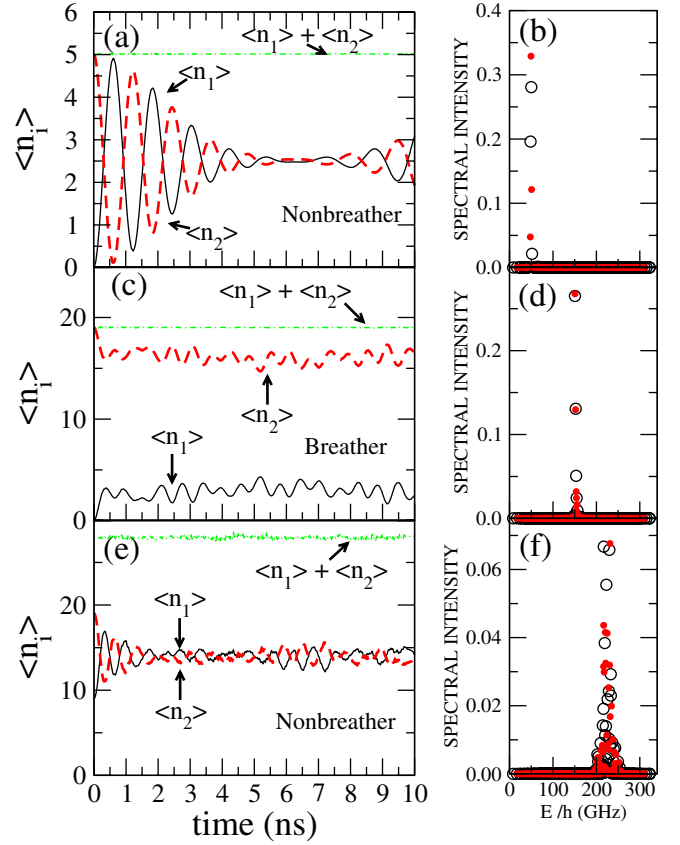 (a)
<n1> + <n2>
<n1>
<n2>
Nonbreather
<ni>
6
5
4
3
2
1
0
(b)
SPECTRAL INTENSITY
0.4
0.3
0.2
0.1
0.0
(c)
<n1> + <n2>
<n2>
<n1>
Breather
<ni>
20
10
0
(d)
SPECTRAL INTENSITY
0.2
0.1
0.0
(e)
<n1> + <n2>
<n1>
<n2>
Nonbreather
<ni>
30
20
10
0
0 1 2 3 4 5 6 7 8 9 10
time (ns)
(f)
SPECTRAL INTENSITY
0.06
0.04
0.02
0.00
0 100 200 300
E /h (GHz)